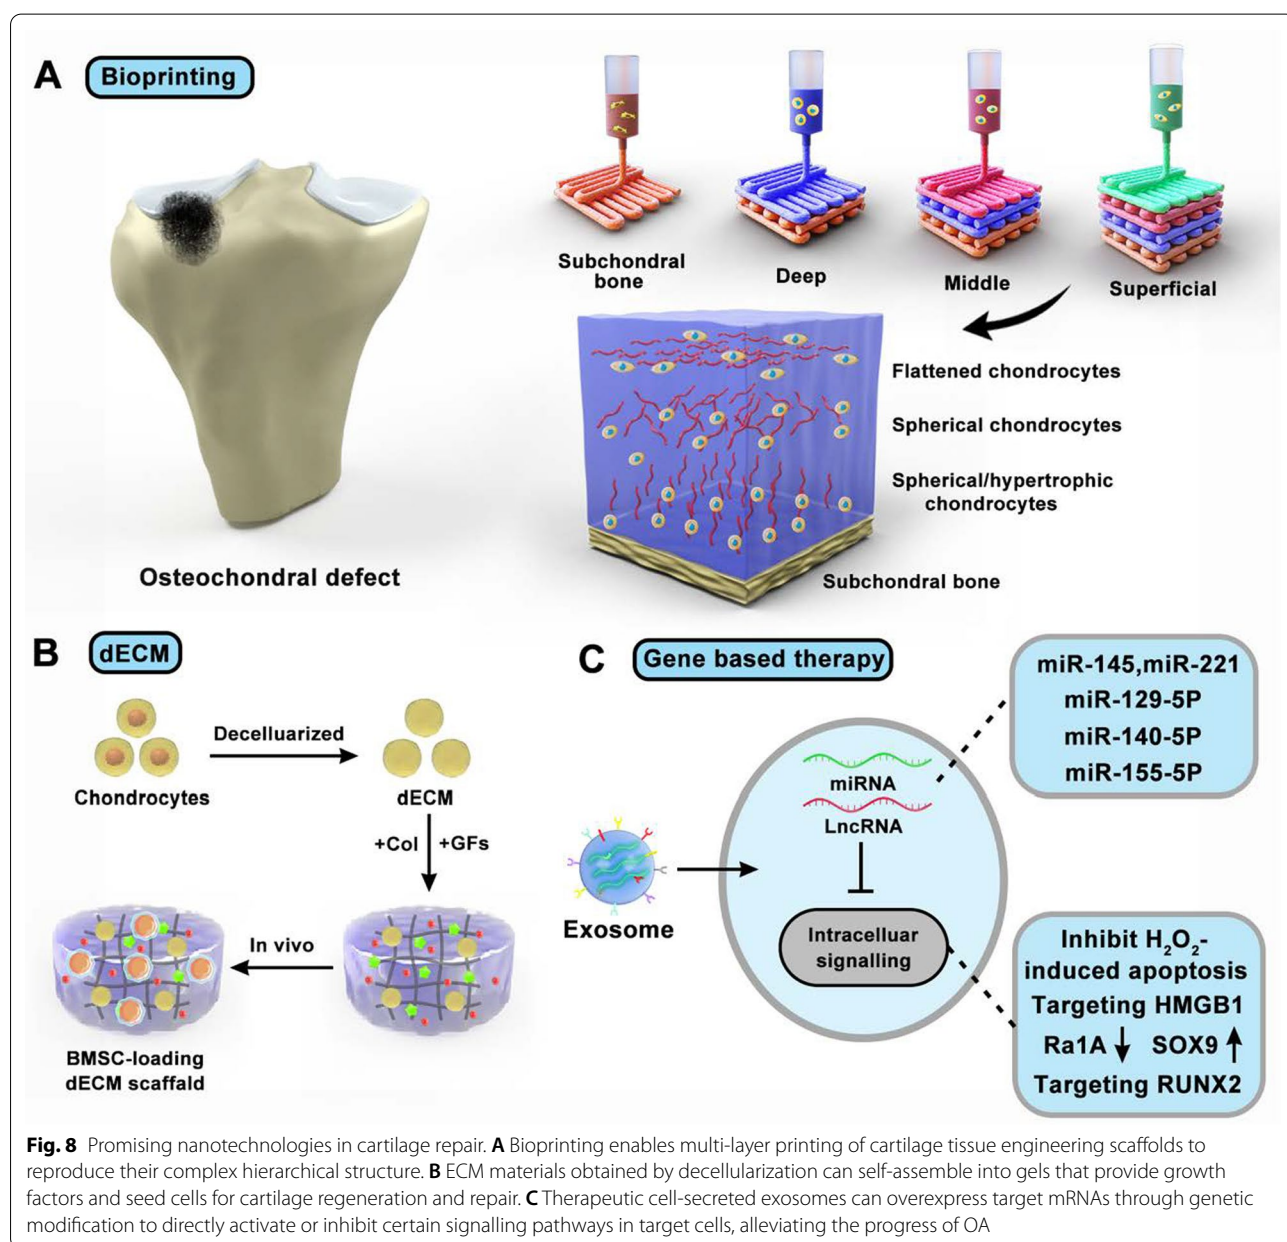 A
Bioprinting
Subchondral
bone
Deep
Middle
Superficial
Flattened chondrocytes
Spherical chondrocytes
Spherical/hypertrophic
chondrocytes
Subchondral bone
Osteochondral defect
B
dECM
Chondrocytes
Decelluarized
dECM
+Col
+GFs
In vivo
BMSC-loading
dECM scaffald
C
Gene based therapy
Exosome
miRNA
LncRNA
Intracelluar
signalling
miR-145,miR-221
miR-129-5P
miR-140-5P
miR-155-5P
Inhibit H₂O₂-
induced apoptosis
Targeting HMGB1
Ra1A↓ SOX9↑
Targeting RUNX2
Fig. 8 Promising nanotechnologies in cartilage repair. A Bioprinting enables multi-layer printing of cartilage tissue engineering scaffolds to
reproduce their complex hierarchical structure. B ECM materials obtained by decellularization can self-assemble into gels that provide growth
factors and seed cells for cartilage regeneration and repair. C Therapeutic cell-secreted exosomes can overexpress target mRNAs through genetic
modification to directly activate or inhibit certain signalling pathways in target cells, alleviating the progress of OA